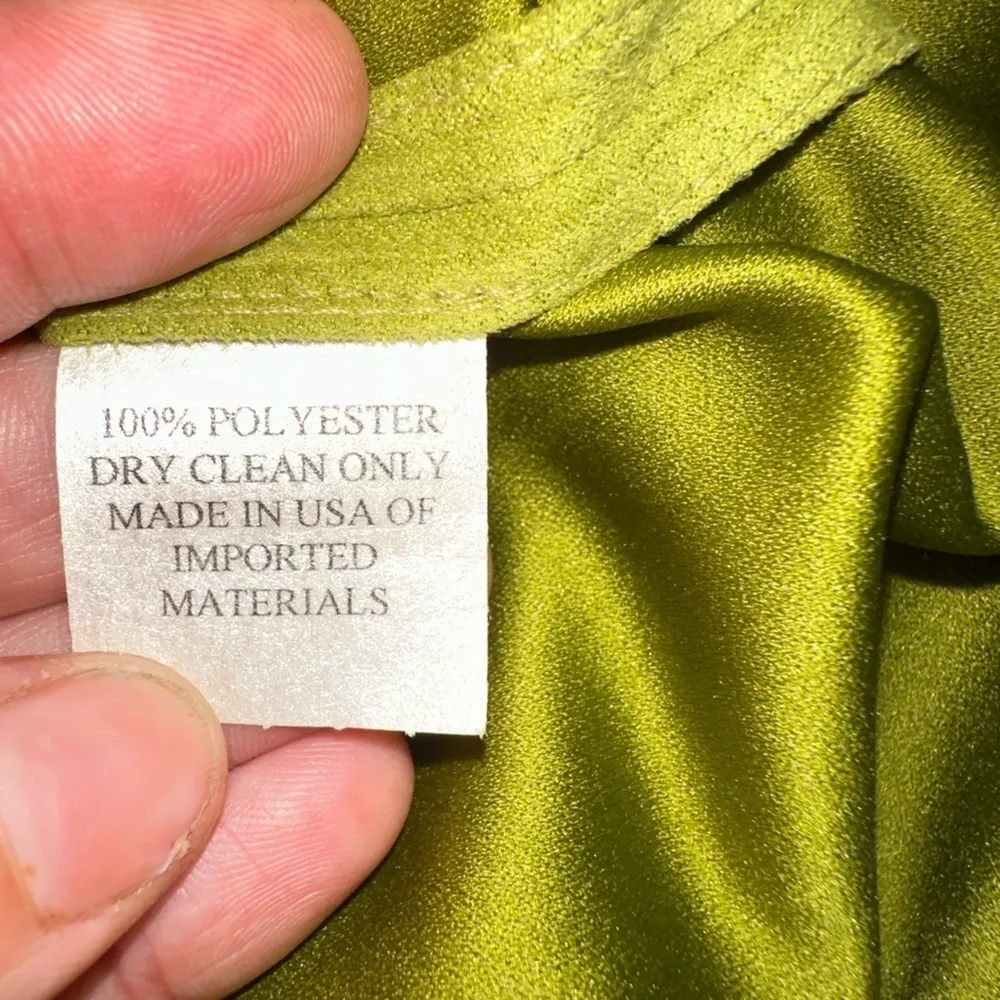 100% POLYESTER
DRY CLEAN ONLY
MADE IN USA OF
IMPORTED
MATERIALS